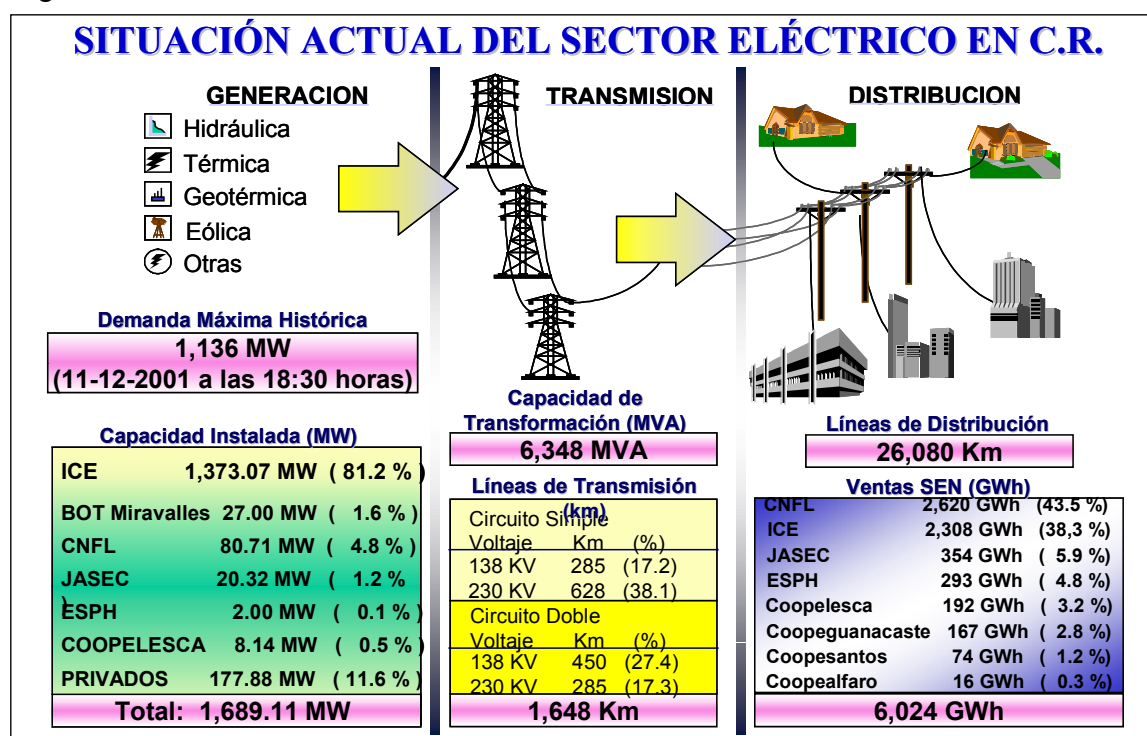 SITUACIÓN ACTUAL DEL SECTOR ELÉCTRICO EN C.R.
GENERACION
Hidráulica
Térmica
Geotérmica
Eólica
Otras
Demanda Máxima Histórica
1,136 MW
(11-12-2001 a las 18:30 horas)
Capacidad Instalada (MW)
ICE 1,373.07 MW ( 81.2 % )
BOT Miravalles 27.00 MW ( 1.6 % )
CNFL 80.71 MW ( 4.8 % )
JASEC 20.32 MW ( 1.2 %
)
ESPH 2.00 MW ( 0.1 % )
COOPELESCA 8.14 MW ( 0.5 % )
PRIVADOS 177.88 MW ( 11.6 % )
Total: 1,689.11 MW
TRANSMISION
Capacidad de
Transformación (MVA)
6,348 MVA
Líneas de Transmisión
(km)
Circuito Simple
Voltaje Km (%)
138 KV 285 (17.2)
230 KV 628 (38.1)
Circuito Doble
Voltaje Km (%)
138 KV 450 (27.4)
230 KV 285 (17.3)
1,648 Km
DISTRIBUCION
Líneas de Distribución
26,080 Km
Ventas SEN (GWh)
CNFL 2,620 GWh (43.5 %)
ICE 2,308 GWh (38,3 %)
JASEC 354 GWh ( 5.9 %)
ESPH 293 GWh ( 4.8 %)
Coopelesca 192 GWh ( 3.2 %)
Coopeguanacaste 167 GWh ( 2.8 %)
Coopesantos 74 GWh ( 1.2 %)
Coopealfaro 16 GWh ( 0.3 %)
6,024 GWh